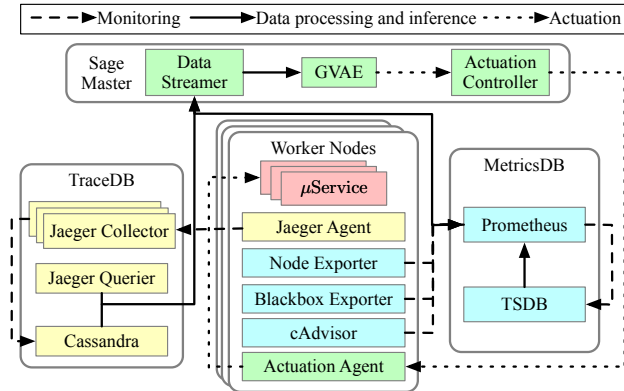 Monitoring
Data processing and inference
Actuation
Sage
Master
Data
Streamer
GVAE
Actuation
Controller
TraceDB
Jaeger Collector
Jaeger Querier
Cassandra
Worker Nodes
μService
Jaeger Agent
Node Exporter
Blackbox Exporter
cAdvisor
Actuation Agent
MetricsDB
Prometheus
TSDB